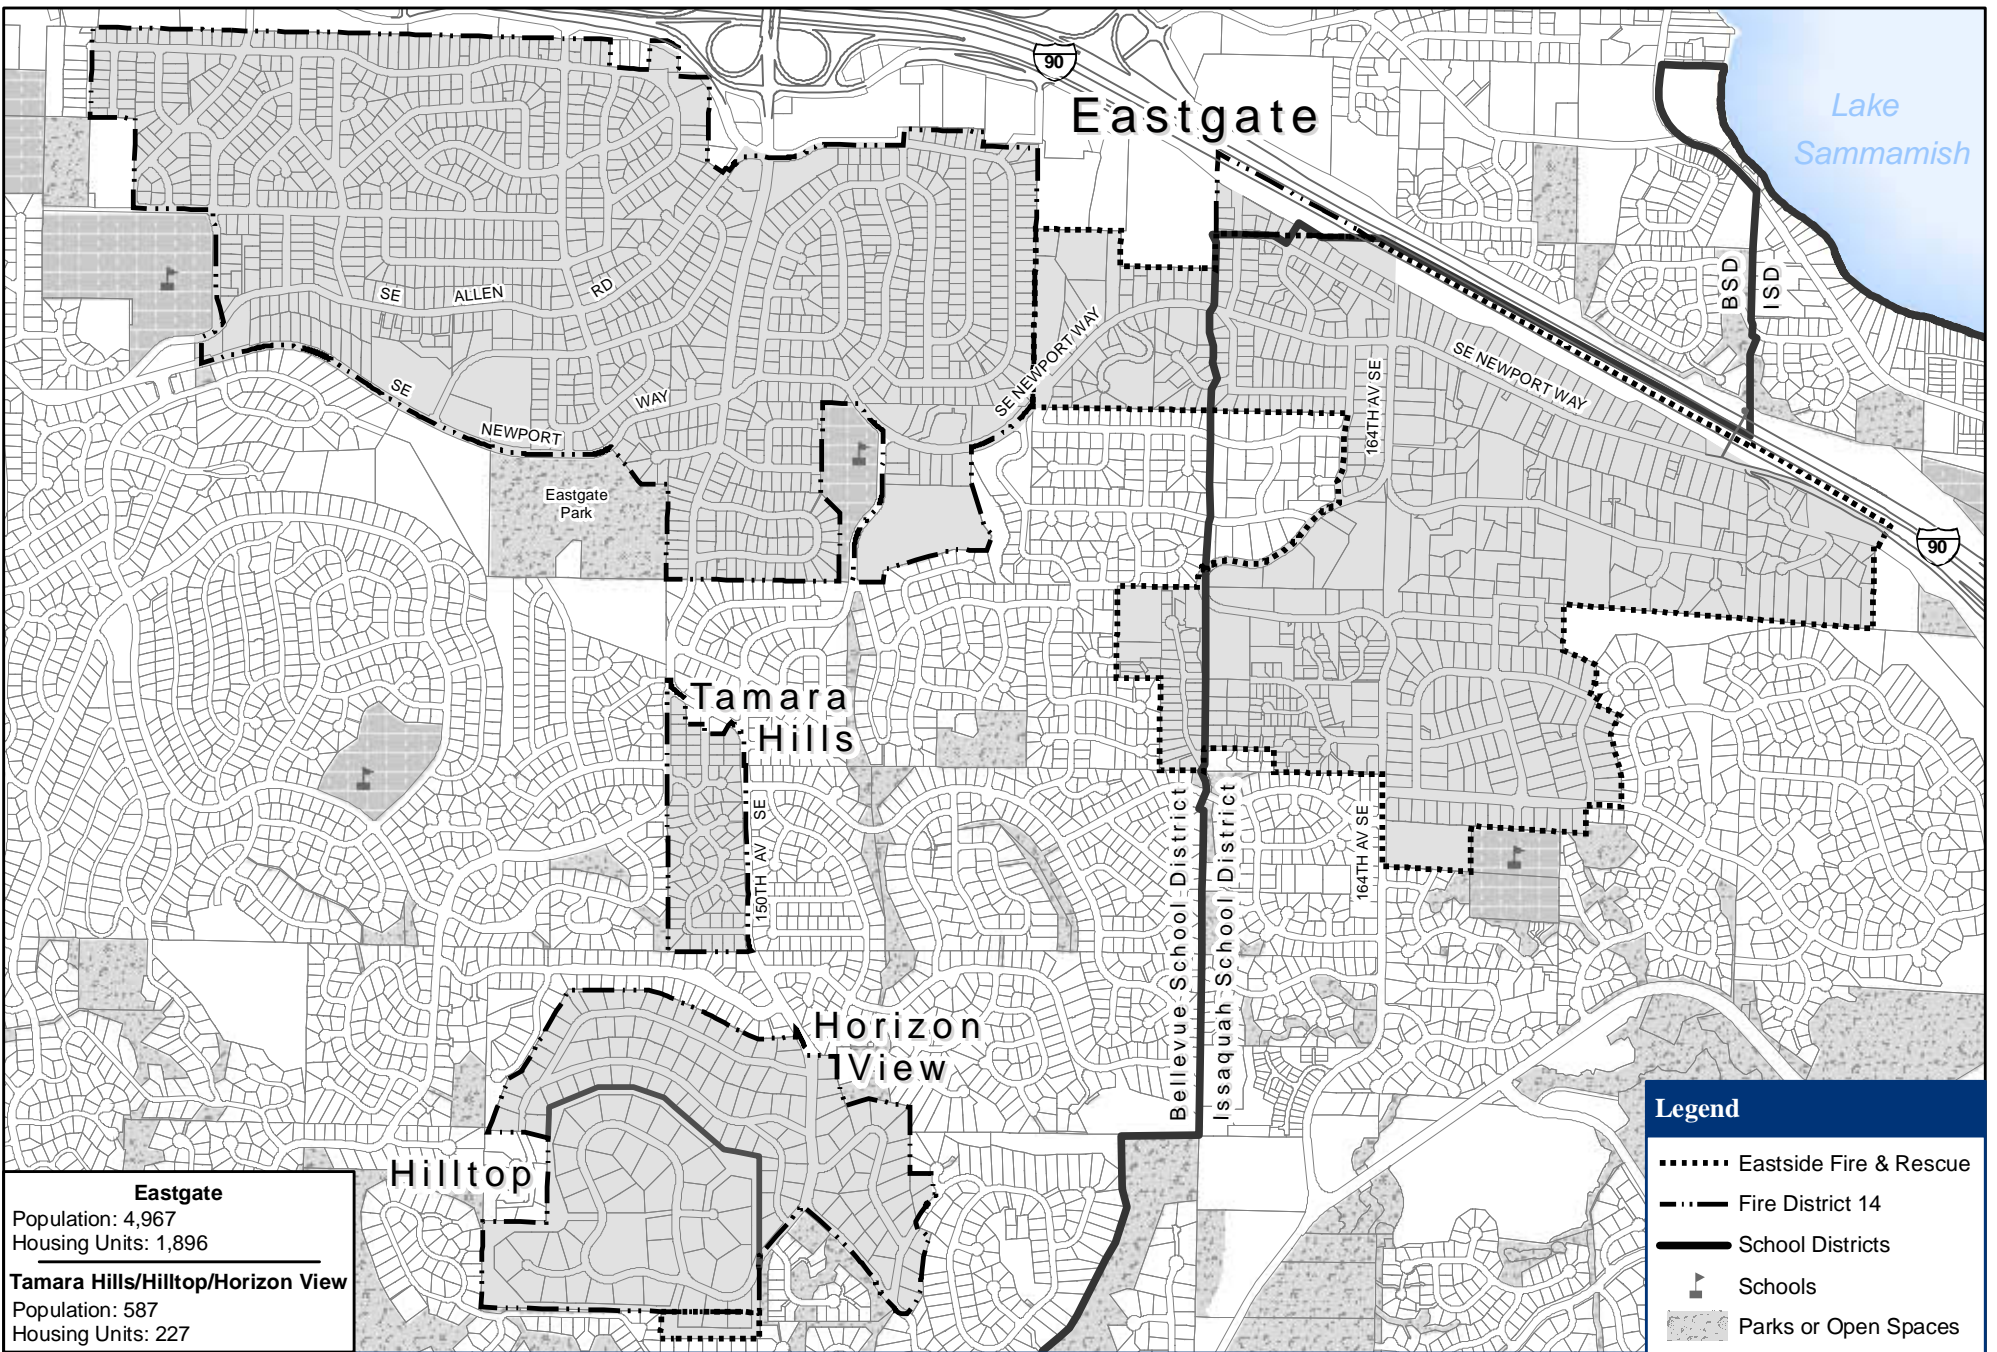 90
Eastgate
Lake
Sammamish
BSD
ISD
SE
ALLEN
RD
SE NEWPORT WAY
SE NEWPORT WAY
164TH AV SE
SE
NEWPORT
WAY
Eastgate
Park
90
Tamara
Hills
150TH AV SE
Bellevue School District
Issaquah School District
164TH AV SE
Horizon
View
Hilltop
Eastgate
Population: 4,967
Housing Units: 1,896
Tamara Hills/Hilltop/Horizon View
Population: 587
Housing Units: 227
Legend
Eastside Fire & Rescue
Fire District 14
School Districts
Schools
Parks or Open Spaces